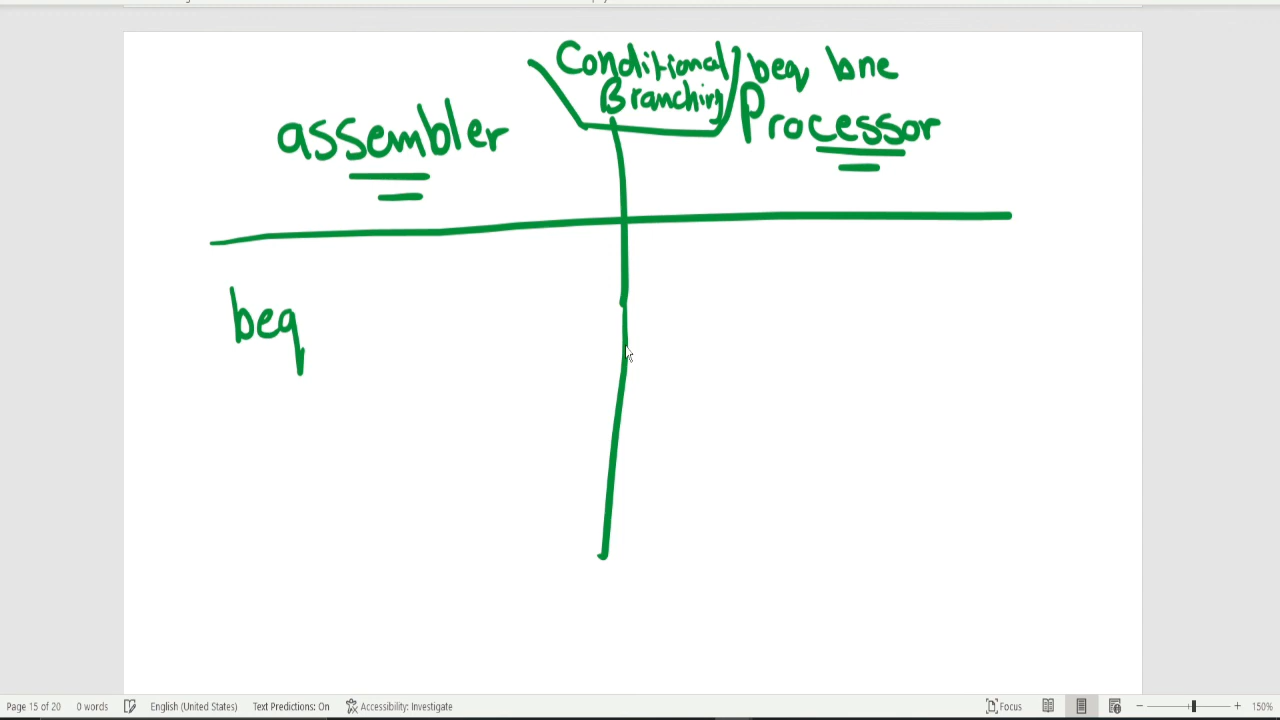 Conditional beq bne
Branching
assembler Processor
beq
Page 15 of 20 0 words English (United States) Text Predictions: On Accessibility: Investigate Focus 150%